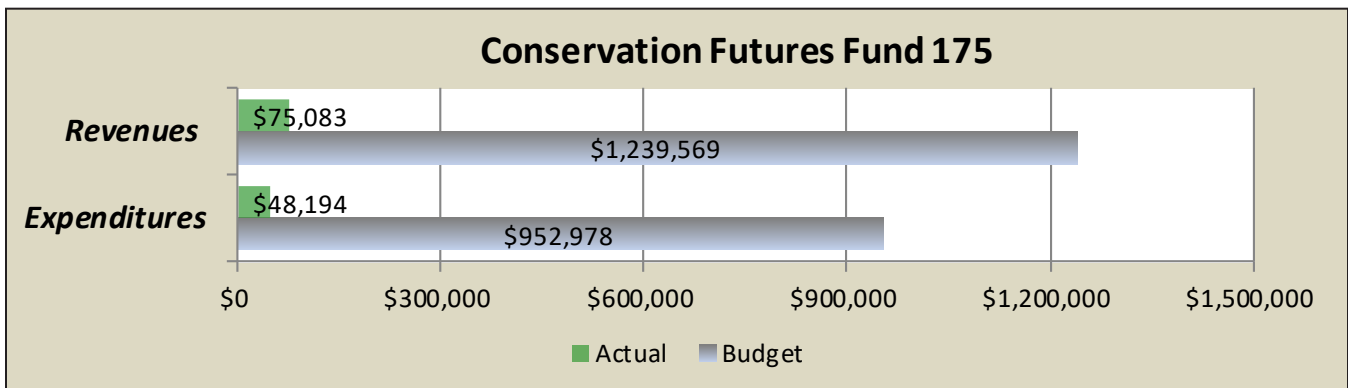 Conservation Futures Fund 175
Revenues
$75,083
$1,239,569
Expenditures
$48,194
$952,978
$0 $300,000 $600,000 $900,000 $1,200,000 $1,500,000
Actual Budget